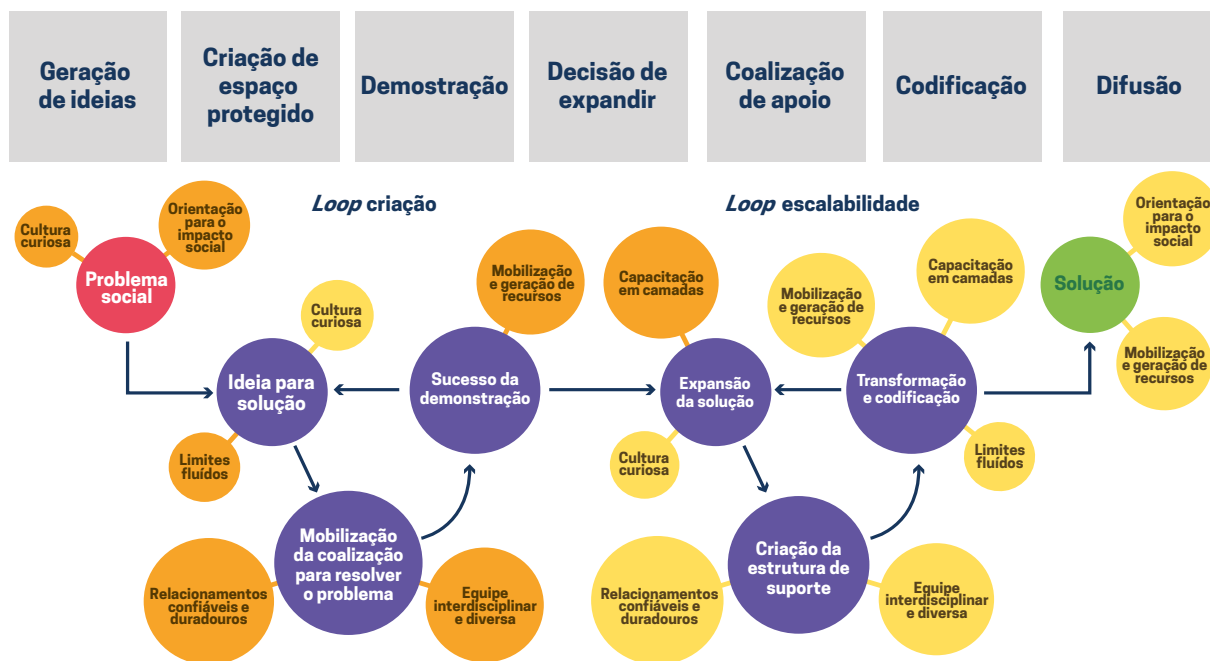 Geração
de ideias
Criação de
espaço
protegido
Demostração
Decisão de
expandir
Coalização
de apoio
Codificação
Difusão
Loop criação
Loop escalabilidade
Cultura
curiosa
Orientação
para o
impacto
social
Problema
social
Cultura
curiosa
Ideia para
solução
Limites
fluídos
Mobilização
e geração de
recursos
Sucesso da
demonstração
Mobilização
da coalização
para resolver
o problema
Relacionamentos
confiáveis e
duradouros
Equipe
interdisciplinar
e diversa
Capacitação
em camadas
Expansão
da solução
Cultura
curiosa
Mobilização
e geração de
recursos
Capacitação
em camadas
Transformação
e codificação
Limites
fluídos
Criação da
estrutura de
suporte
Relacionamentos
confiáveis e
duradouros
Equipe
interdisciplinar
e diversa
Orientação
para o
impacto
social
Solução
Mobilização
e geração de
recursos